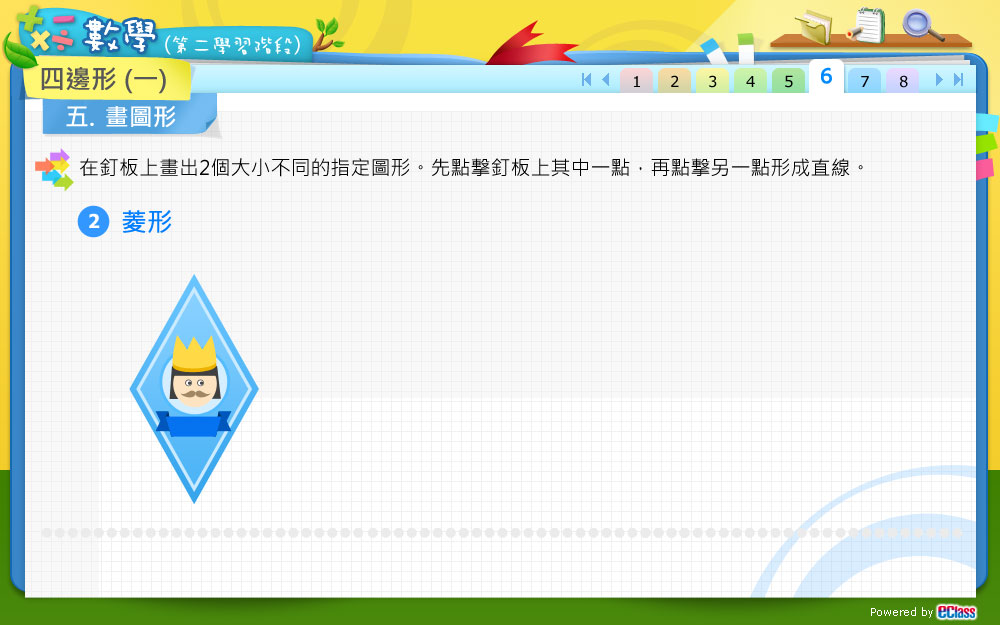 數學 (第二學習階段)
四邊形 (一)
1 2 3 4 5 6 7 8
五. 畫圖形
在釘板上畫出2個大小不同的指定圖形。先點擊釘板上其中一點，再點擊另一點形成直線。
2 菱形
Powered by eClass